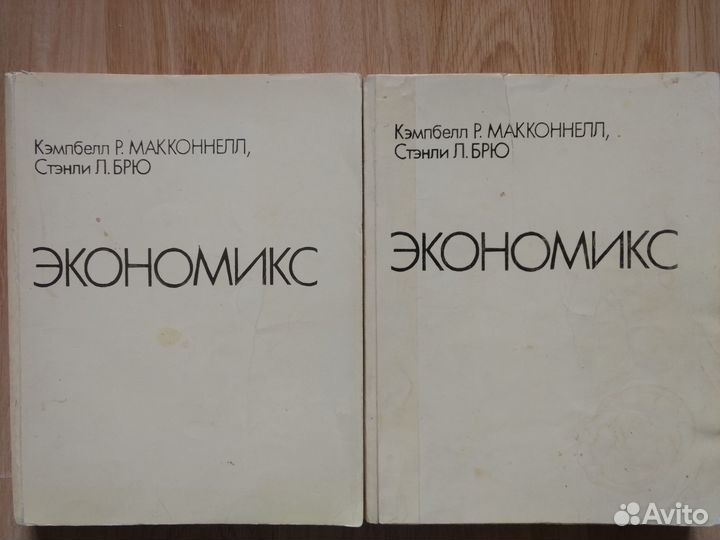 Кэмпбелл Р. МАККОННЕЛЛ,
Стэнли Л. БРЮ
ЭКОНОМИКС
Кэмпбелл Р. МАККОННЕЛЛ,
Стэнли Л. БРЮ
ЭКОНОМИКС
Avito